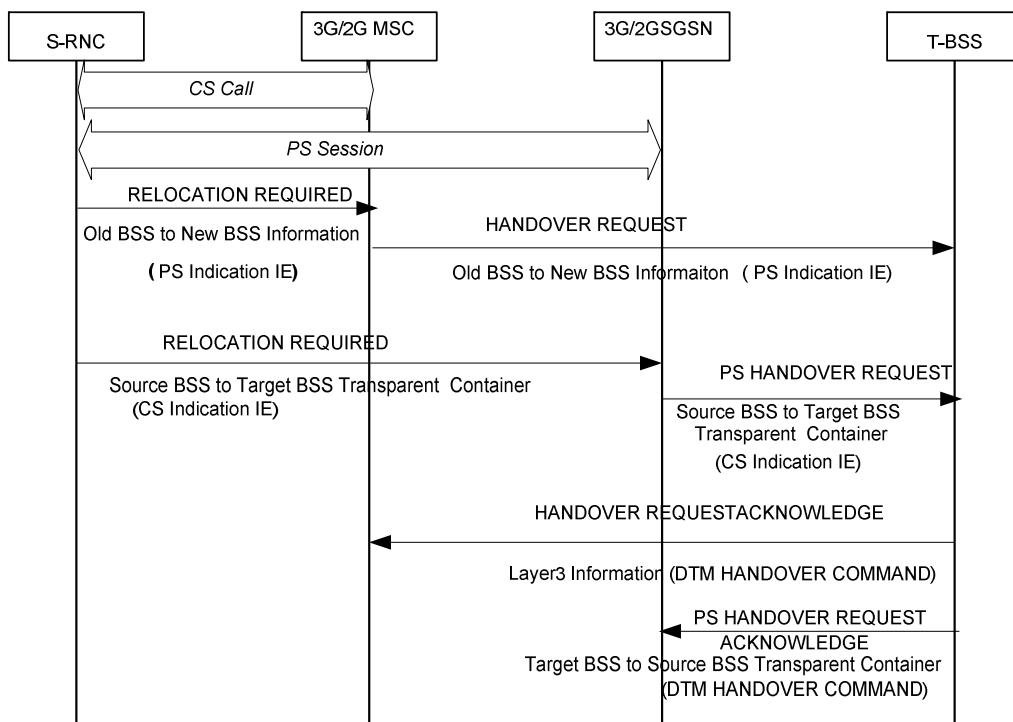 S-RNC
3G/2G MSC
3G/2GSGSN
T-BSS
CS Call
PS Session
RELOCATION REQUIRED
Old BSS to New BSS Information
( PS Indication IE)
HANDOVER REQUEST
Old BSS to New BSS Informaiton ( PS Indication IE)
RELOCATION REQUIRED
Source BSS to Target BSS Transparent Container
(CS Indication IE)
PS HANDOVER REQUEST
Source BSS to Target BSS
Transparent Container
(CS Indication IE)
HANDOVER REQUESTACKNOWLEDGE
Layer3 Information (DTM HANDOVER COMMAND)
PS HANDOVER REQUEST
ACKNOWLEDGE
Target BSS to Source BSS Transparent Container
(DTM HANDOVER COMMAND)